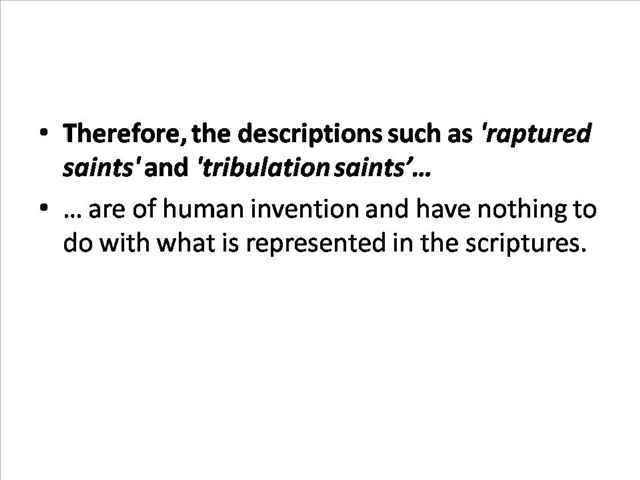 • Therefore, the descriptions such as 'raptured
saints' and 'tribulation saints’…
• … are of human invention and have nothing to
do with what is represented in the scriptures.